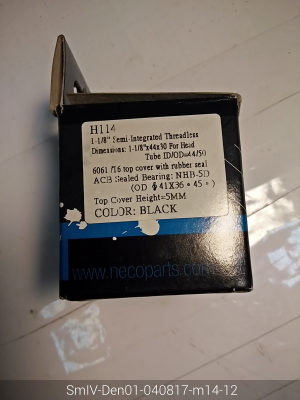 H114
1-1/8" Semi-Integrated Threadless
Dimensions: 1-1/8"x44x30 For Head
Tube ID/OD=44/50
6061 /T6 top cover with rubber seal
ACB Sealed Bearing: NHB-5D
(OD ϕ 41X36 ∘ 45 ∘ )
Top Cover Height=5MM
COLOR: BLACK
www.necoparts.com
SmIV-Den01-040817-m14-12